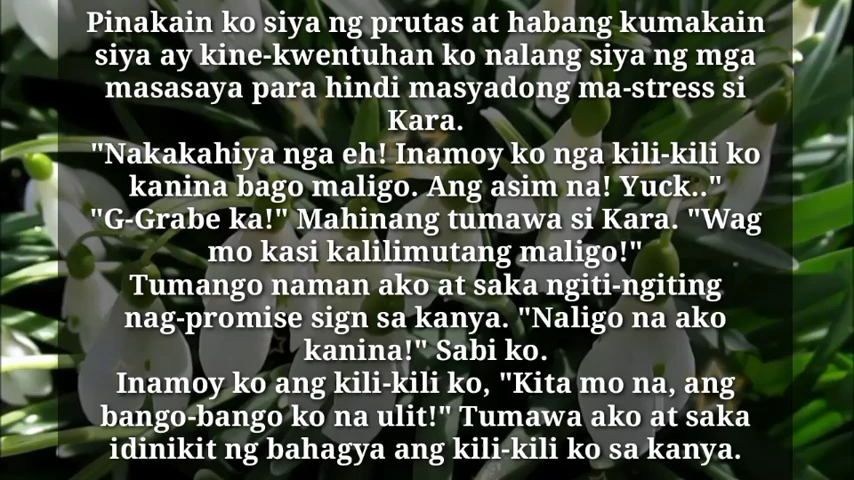 Pinakain ko siya ng prutas at habang kumakain
siya ay kine-kwentuhan ko nalang siya ng mga
masasaya para hindi masyadong ma-stress si
Kara.
"Nakakahiya nga eh! Inamoy ko nga kili-kili ko
kanina bago maligo. Ang asim na! Yuck.."
"G-Grabe ka!" Mahinang tumawa si Kara. "Wag
mo kasi kalilimutang maligo!"
Tumango naman ako at saka ngiti-ngiting
nag-promise sign sa kanya. "Naligo na ako
kanina!" Sabi ko.
Inamoy ko ang kili-kili ko, "Kita mo na, ang
bango-bango ko na ulit!" Tumawa ako at saka
idinikit ng bahagya ang kili-kili ko sa kanya.